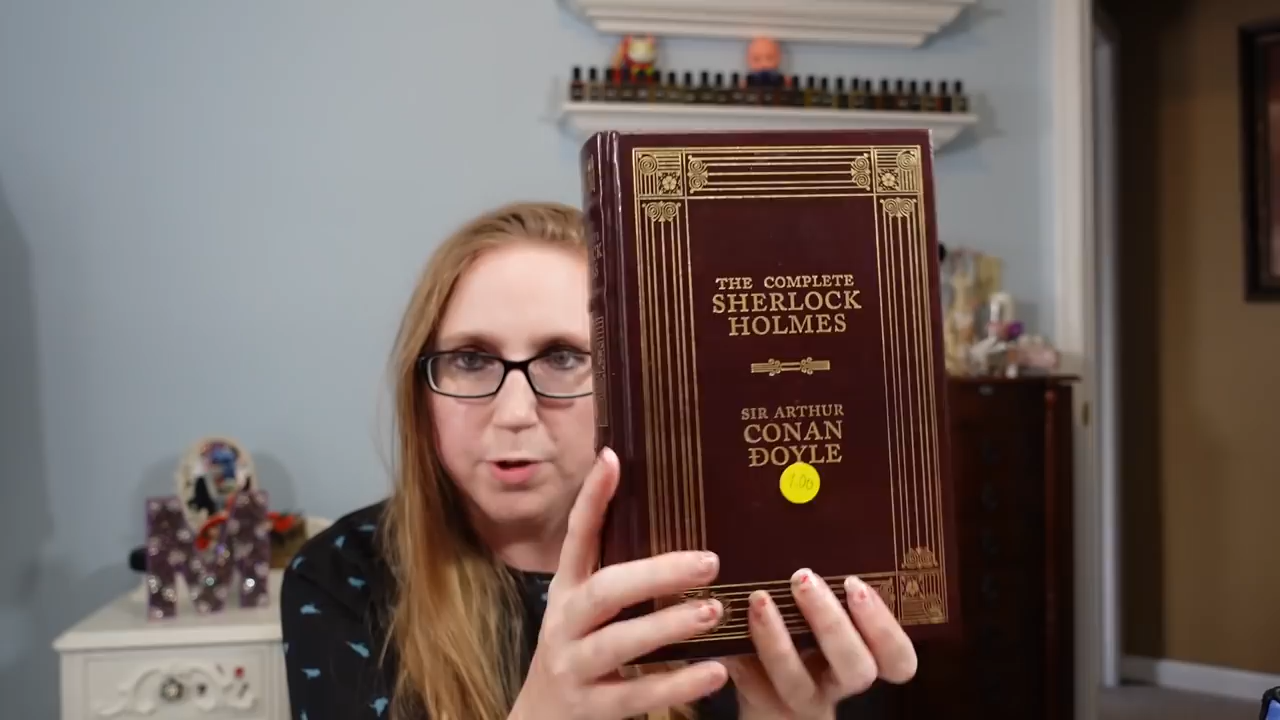 THE COMPLETE
SHERLOCK
HOLMES
SIR ARTHUR
CONAN
DOYLE
1.00
M